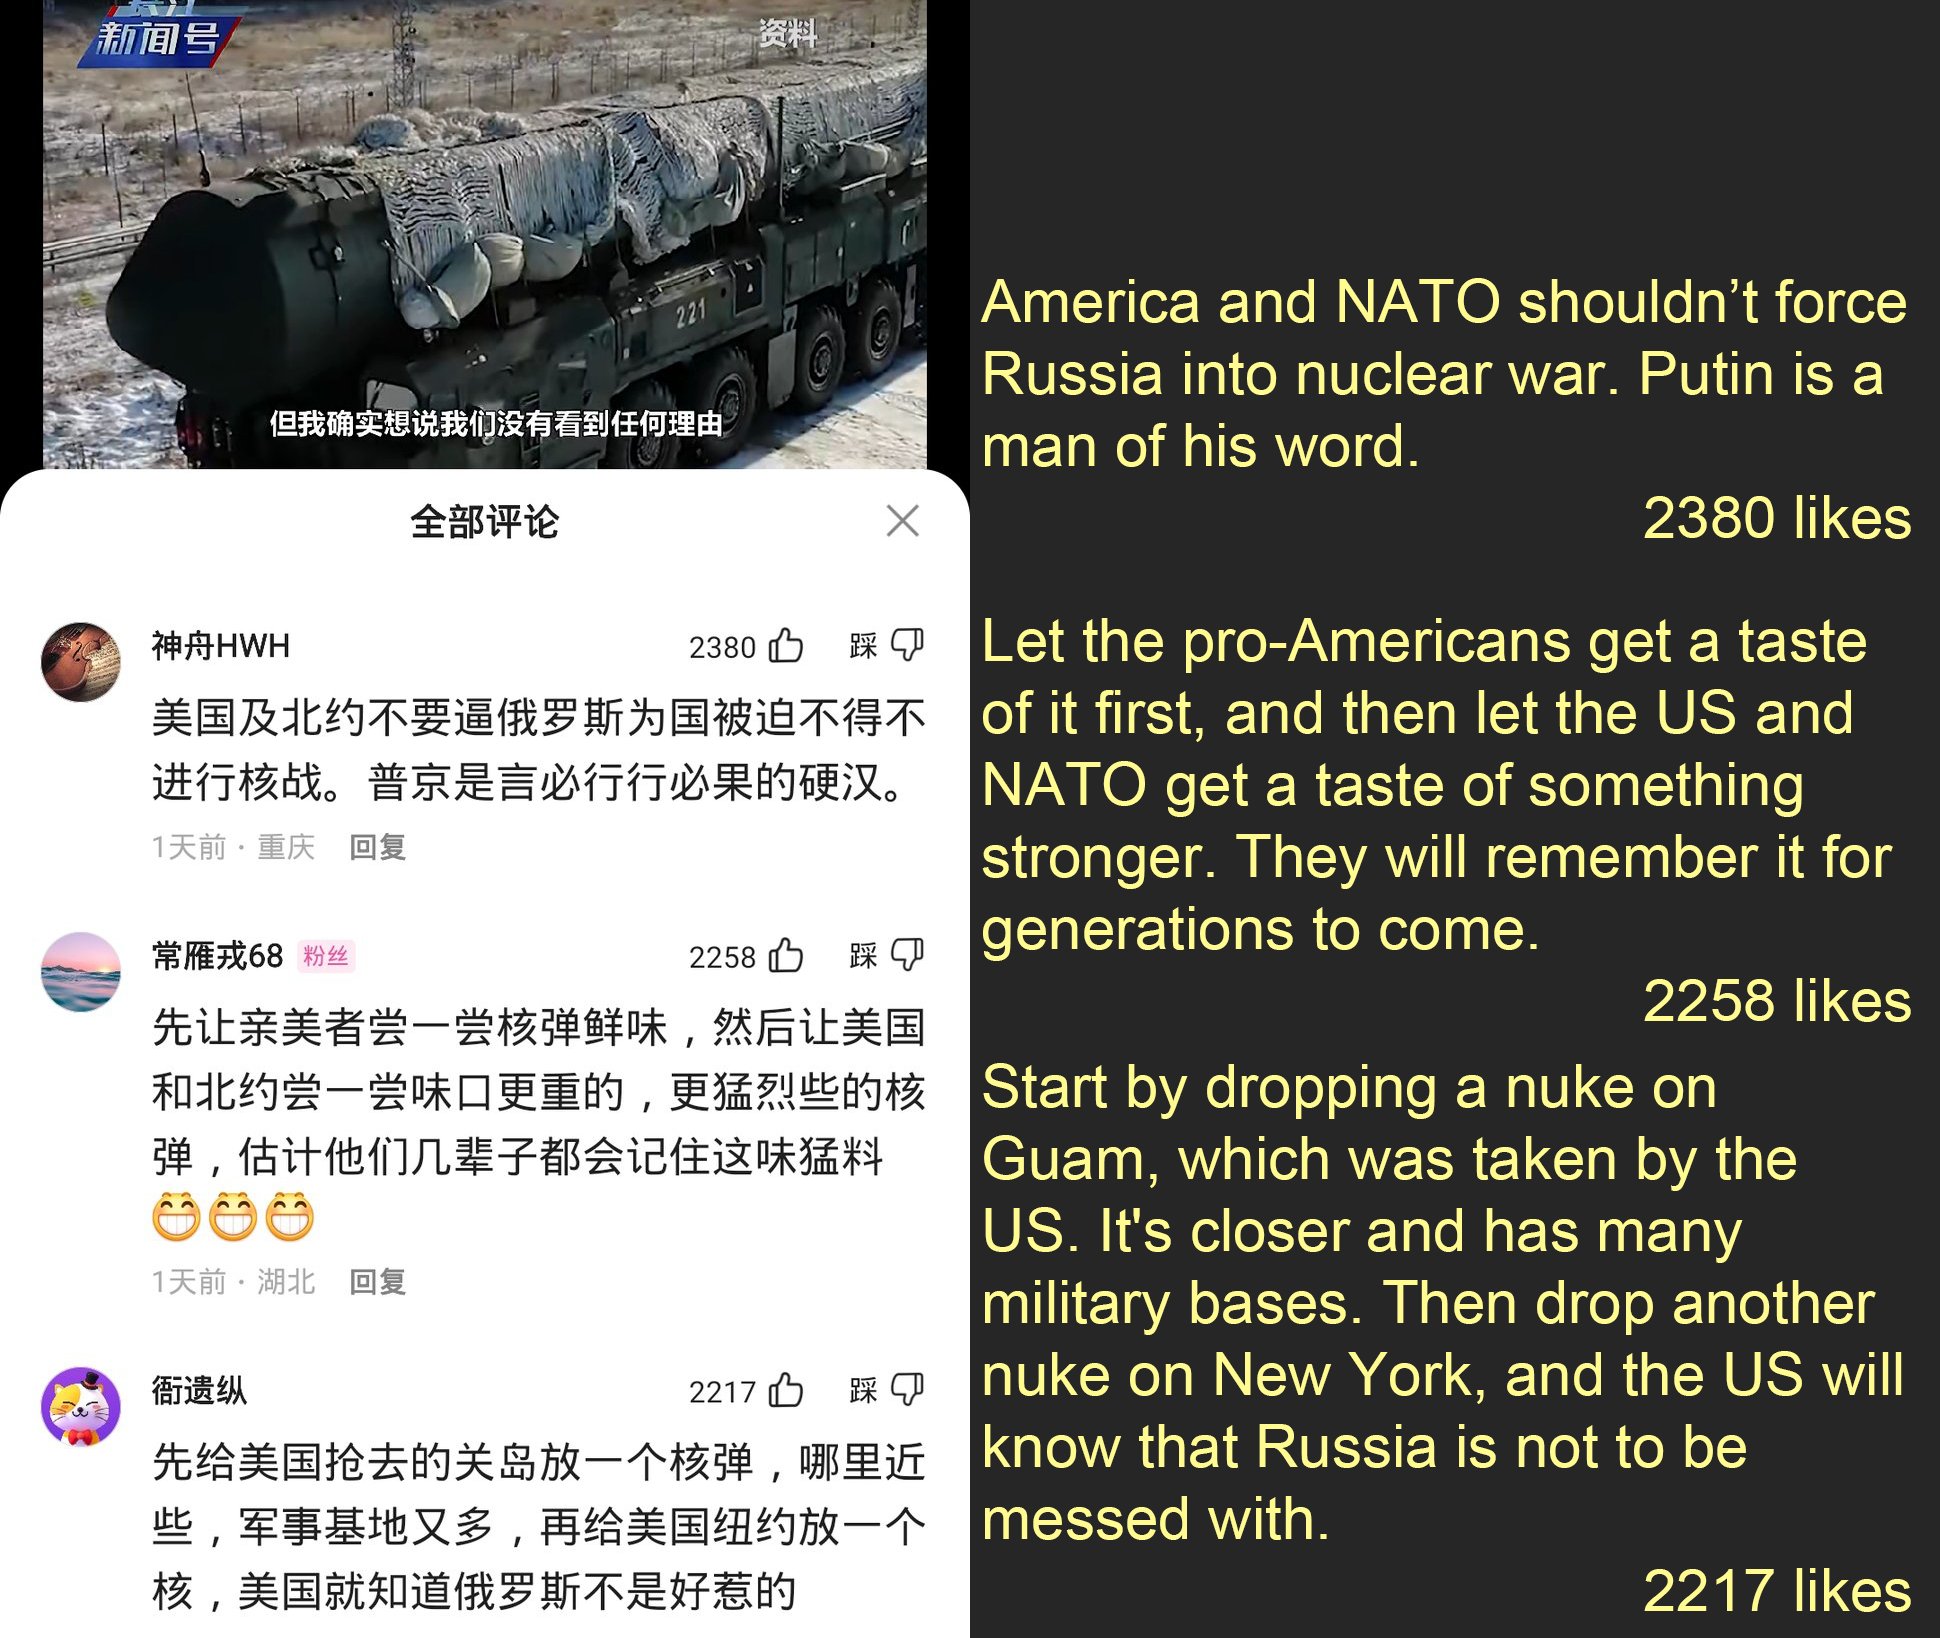 长江
新闻号
资料
221
但我确实想说我们没有看到任何理由
全部评论
神舟HWH
2380
踩
美国及北约不要逼俄罗斯为国被迫不得不
进行核战。普京是言必行行必果的硬汉。
1天前·重庆 回复
常雁戎68 粉丝
2258
踩
先让亲美者尝一尝核弹鲜味，然后让美国
和北约尝一尝味口更重的，更猛烈些的核
弹，估计他们几辈子都会记住这味猛料
1天前·湖北 回复
衙遗纵
2217
踩
先给美国抢去的关岛放一个核弹，哪里近
些，军事基地又多，再给美国纽约放一个
核，美国就知道俄罗斯不是好惹的
America and NATO shouldn’t force
Russia into nuclear war. Putin is a
man of his word.
2380 likes
Let the pro-Americans get a taste
of it first, and then let the US and
NATO get a taste of something
stronger. They will remember it for
generations to come.
2258 likes
Start by dropping a nuke on
Guam, which was taken by the
US. It's closer and has many
military bases. Then drop another
nuke on New York, and the US will
know that Russia is not to be
messed with.
2217 likes